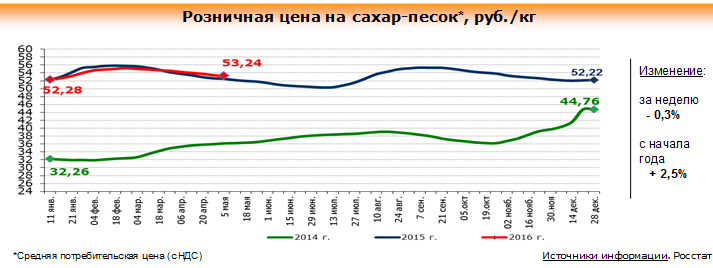 Розничная цена на сахар-песок*, руб./кг
60
58
56
54
52
50
48
46
44
42
40
38
36
34
32
30
28
26
24
53,24
52,28
52,22
44,76
32,26
11 янв.
21 янв.
04 фев.
18 фев.
04 мар.
18 мар.
06 апр.
20 апр.
5 мая
18 мая
1 июн.
15 июн.
29 июн.
13 июл.
27 июл.
10 авг.
24 авг.
7 сен.
21 сен.
05.окт
19.окт
02 нояб.
16 нояб.
30.ноя
14 дек.
28 дек.
2014 г.
2015 г.
2016 г.
Изменение:
за неделю
- 0,3%
с начала
года
+ 2,5%
*Средняя потребительская цена (с НДС)
Источники информации. Росстат